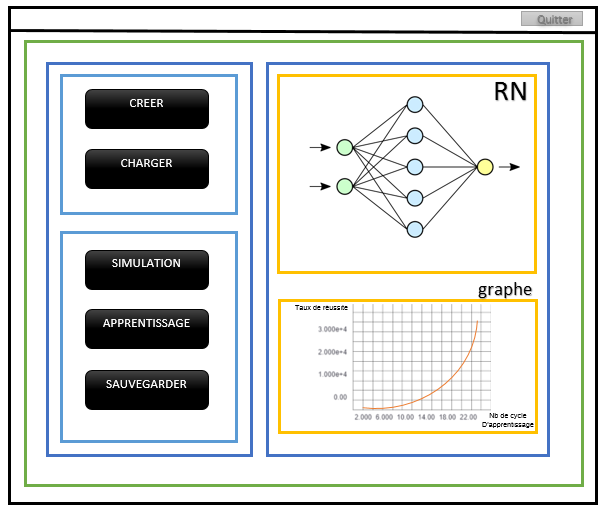 Quitter
CREER
CHARGER
SIMULATION
APPRENTISSAGE
SAUVEGARDER
RN
graphe
Taux de reussite
3.000e+4
2.000e+4
1.000e+4
0.00
2.000 6.000 10.00 14.00 18.00 22.00
Nb de cycle
D'apprentissage